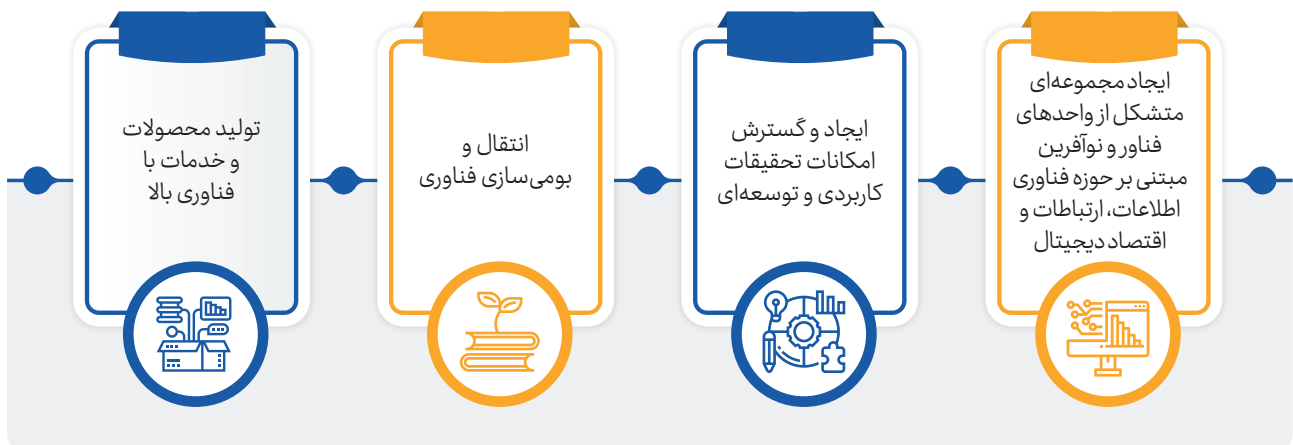 ایجاد مجموعه‌ای
متشکل از واحدهای
فناور و نوآفرین
مبتنی بر حوزه فناوری
اطلاعات، ارتباطات و
اقتصاد دیجیتال
ایجاد و گسترش
امکانات تحقیقات
کاربردی و توسعه‌ای
انتقال و
بومی‌سازی فناوری
تولید محصولات
و خدمات با
فناوری بالا